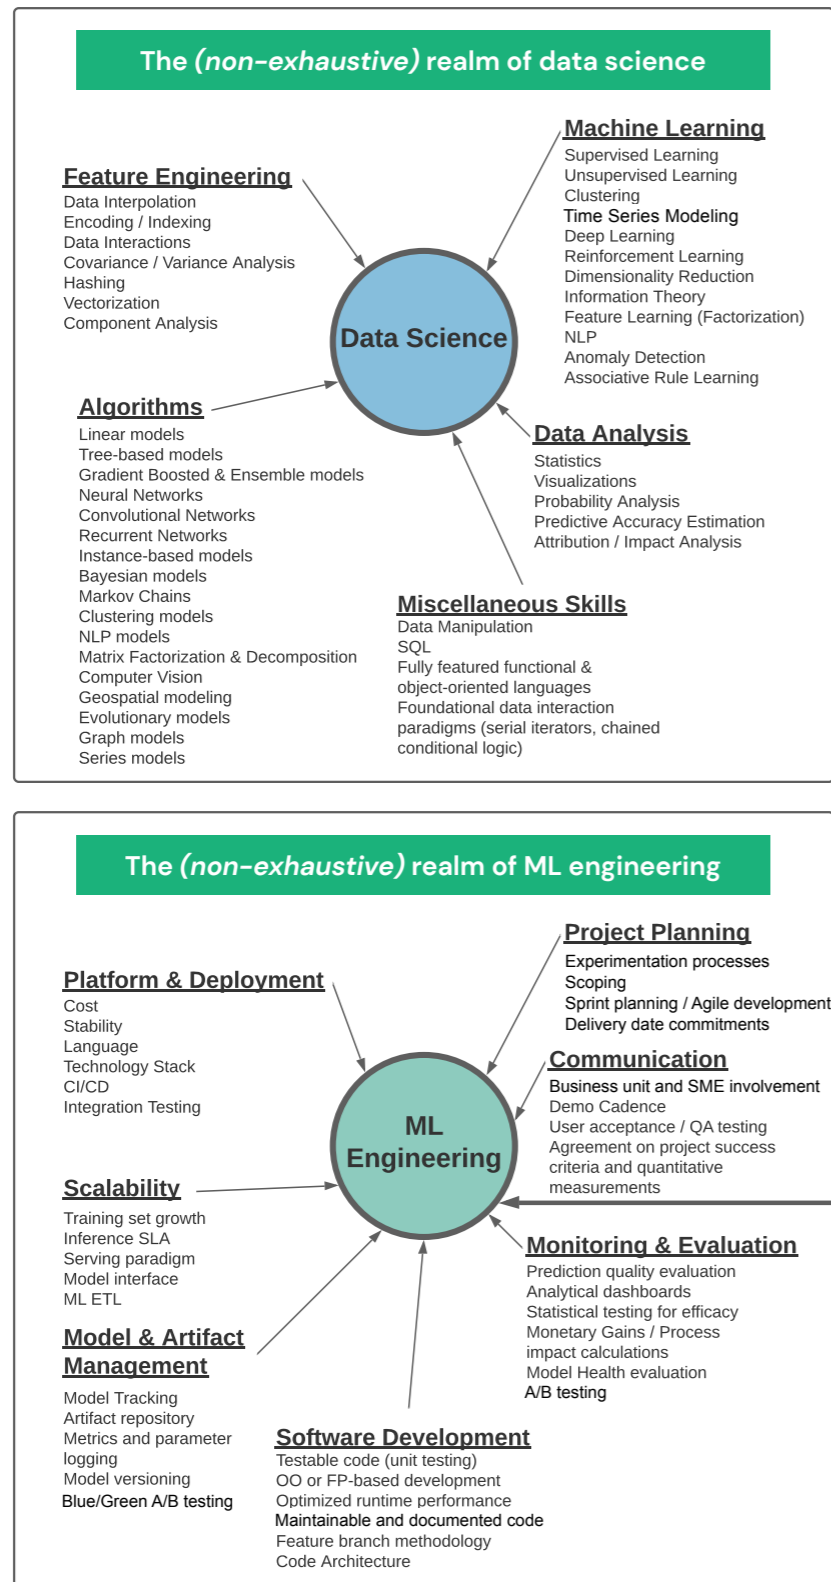 The (non-exhaustive) realm of data science
Feature Engineering
Data Interpolation
Encoding / Indexing
Data Interactions
Covariance / Variance Analysis
Hashing
Vectorization
Component Analysis
Machine Learning
Supervised Learning
Unsupervised Learning
Clustering
Time Series Modeling
Deep Learning
Reinforcement Learning
Dimensionality Reduction
Information Theory
Feature Learning (Factorization)
NLP
Anomaly Detection
Associative Rule Learning
Data Science
Algorithms
Linear models
Tree-based models
Gradient Boosted & Ensemble models
Neural Networks
Convolutional Networks
Recurrent Networks
Instance-based models
Bayesian models
Markov Chains
Clustering models
NLP models
Matrix Factorization & Decomposition
Computer Vision
Geospatial modeling
Evolutionary models
Graph models
Series models
Data Analysis
Statistics
Visualizations
Probability Analysis
Predictive Accuracy Estimation
Attribution / Impact Analysis
Miscellaneous Skills
Data Manipulation
SQL
Fully featured functional &
object-oriented languages
Foundational data interaction
paradigms (serial iterators, chained
conditional logic)
The (non-exhaustive) realm of ML engineering
Platform & Deployment
Cost
Stability
Language
Technology Stack
CI/CD
Integration Testing
Project Planning
Experimentation processes
Scoping
Sprint planning / Agile development
Delivery date commitments
Communication
Business unit and SME involvement
Demo Cadence
User acceptance / QA testing
Agreement on project success
criteria and quantitative
measurements
ML
Engineering
Scalability
Training set growth
Inference SLA
Serving paradigm
Model interface
ML ETL
Monitoring & Evaluation
Prediction quality evaluation
Analytical dashboards
Statistical testing for efficacy
Monetary Gains / Process
impact calculations
Model Health evaluation
A/B testing
Model & Artifact
Management
Model Tracking
Artifact repository
Metrics and parameter
logging
Model versioning
Blue/Green A/B testing
Software Development
Testable code (unit testing)
OO or FP-based development
Optimized runtime performance
Maintainable and documented code
Feature branch methodology
Code Architecture